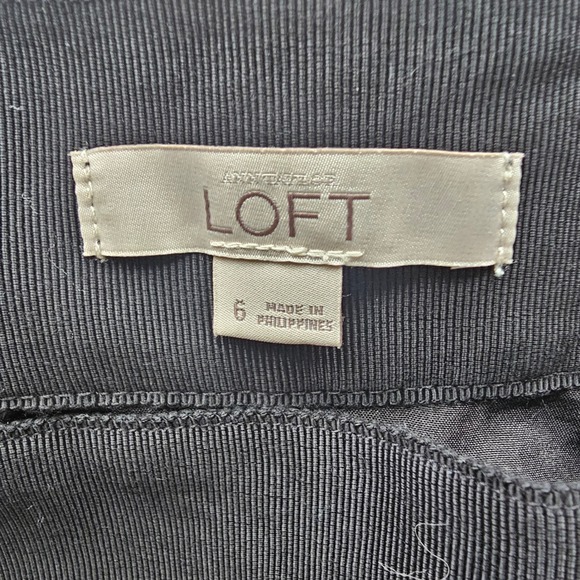 ANN TAYLOR
LOFT
6
MADE IN
PHILIPPINES